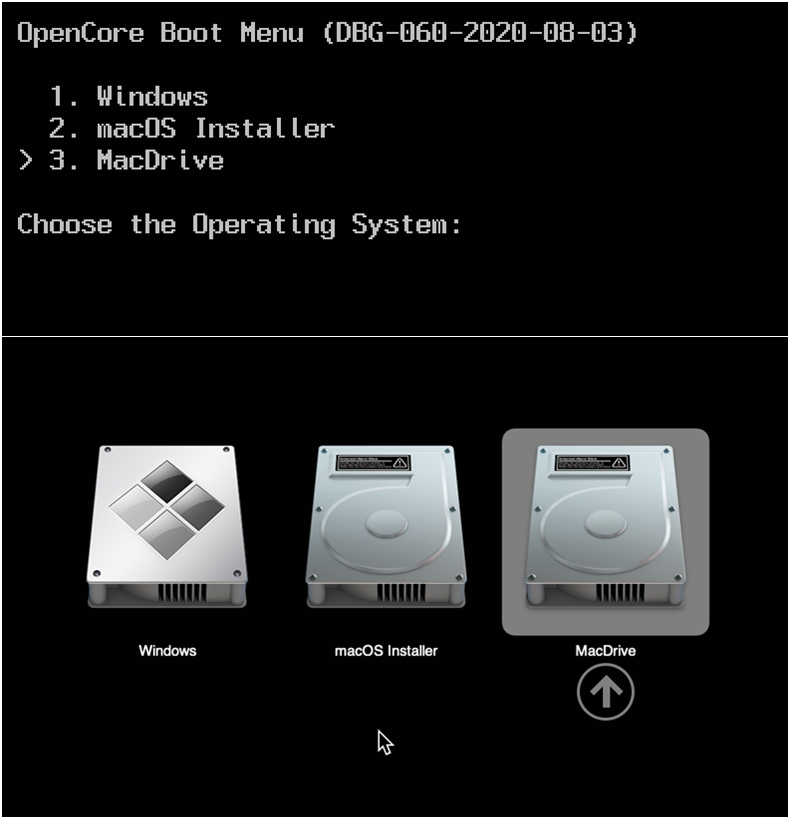 OpenCore Boot Menu (DBG-060-2020-08-03)
1. Windows
2. macOS Installer
> 3. MacDrive
Choose the Operating System:
Windows
macOS Installer
MacDrive